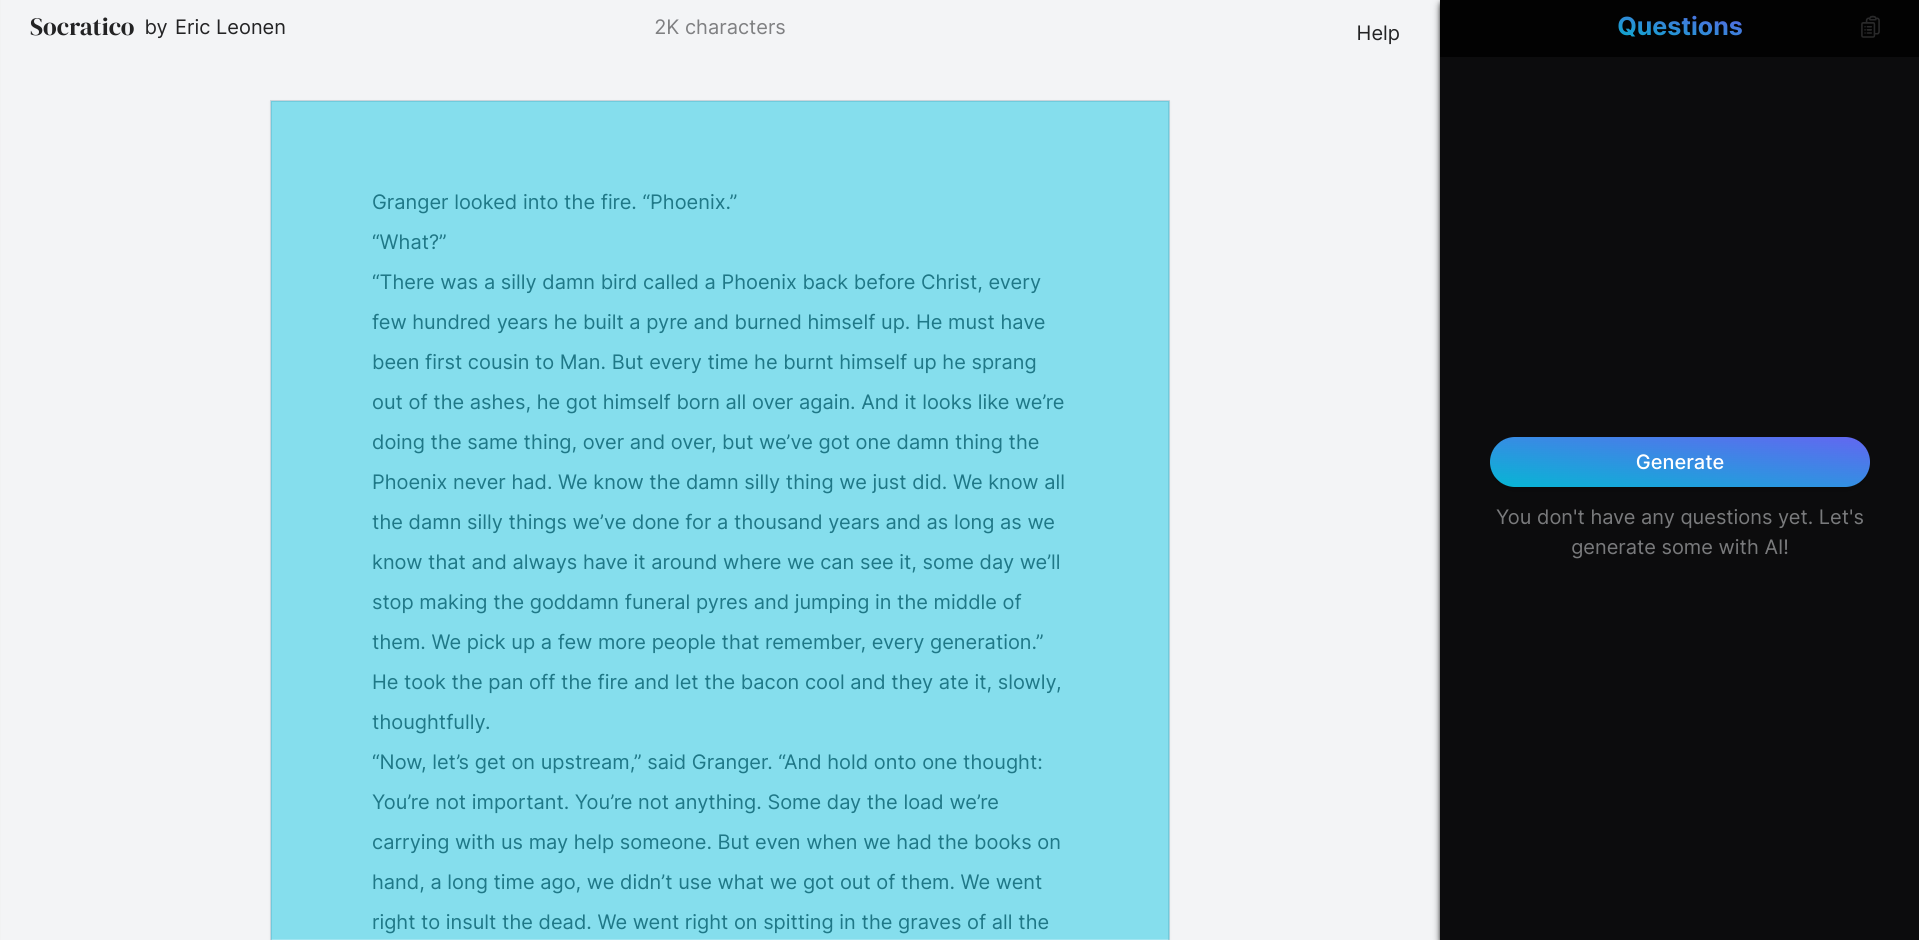 Socratico by Eric Leonen
2K characters
Help
Questions
Granger looked into the fire. “Phoenix.”
“What?”
“There was a silly damn bird called a Phoenix back before Christ, every
few hundred years he built a pyre and burned himself up. He must have
been first cousin to Man. But every time he burnt himself up he sprang
out of the ashes, he got himself born all over again. And it looks like we’re
doing the same thing, over and over, but we’ve got one damn thing the
Phoenix never had. We know the damn silly thing we just did. We know all
the damn silly things we’ve done for a thousand years and as long as we
know that and always have it around where we can see it, some day we’ll
stop making the goddamn funeral pyres and jumping in the middle of
them. We pick up a few more people that remember, every generation.”
He took the pan off the fire and let the bacon cool and they ate it, slowly,
thoughtfully.
“Now, let’s get on upstream,” said Granger. “And hold onto one thought:
You’re not important. You’re not anything. Some day the load we’re
carrying with us may help someone. But even when we had the books on
hand, a long time ago, we didn’t use what we got out of them. We went
right to insult the dead. We went right on spitting in the graves of all the
Generate
You don't have any questions yet. Let's
generate some with AI!